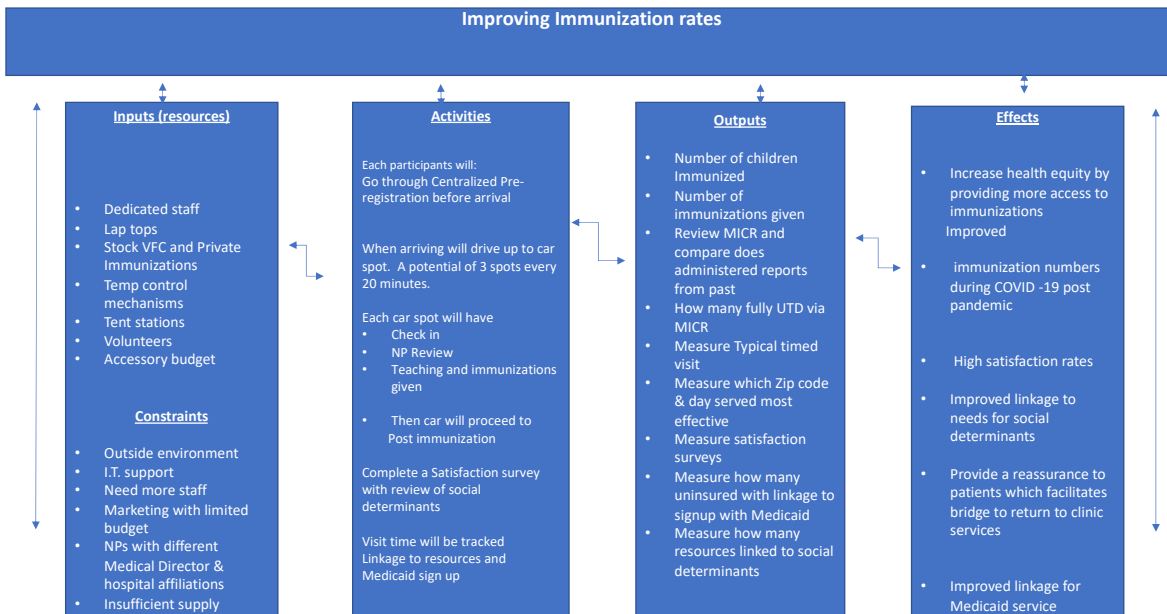 Improving Immunization rates
Inputs (resources)
• Dedicated staff
• Lap tops
• Stock VFC and Private
Immunizations
• Temp control
mechanisms
• Tent stations
• Volunteers
• Accessory budget
Constraints
• Outside environment
• I.T. support
• Need more staff
• Marketing with limited
budget
• NPs with different
Medical Director &
hospital affiliations
• Insufficient supply
Activities
Each participants will:
Go through Centralized Pre-
registration before arrival
When arriving will drive up to car
spot. A potential of 3 spots every
20 minutes.
Each car spot will have
• Check in
• NP Review
• Teaching and immunizations
given
• Then car will proceed to
Post immunization
Complete a Satisfaction survey
with review of social
determinants
Visit time will be tracked
Linkage to resources and
Medicaid sign up
Outputs
• Number of children
Immunized
• Number of
immunizations given
• Review MICR and
compare does
administered reports
from past
• How many fully UTD via
MICR
• Measure Typical timed
visit
• Measure which Zip code
& day served most
effective
• Measure satisfaction
surveys
• Measure how many
uninsured with linkage to
signup with Medicaid
• Measure how many
resources linked to social
determinants
Effects
• Increase health equity by
providing more access to
immunizations
Improved
• immunization numbers
during COVID -19 post
pandemic
• High satisfaction rates
• Improved linkage to
needs for social
determinants
• Provide a reassurance to
patients which facilitates
bridge to return to clinic
services
• Improved linkage for
Medicaid service